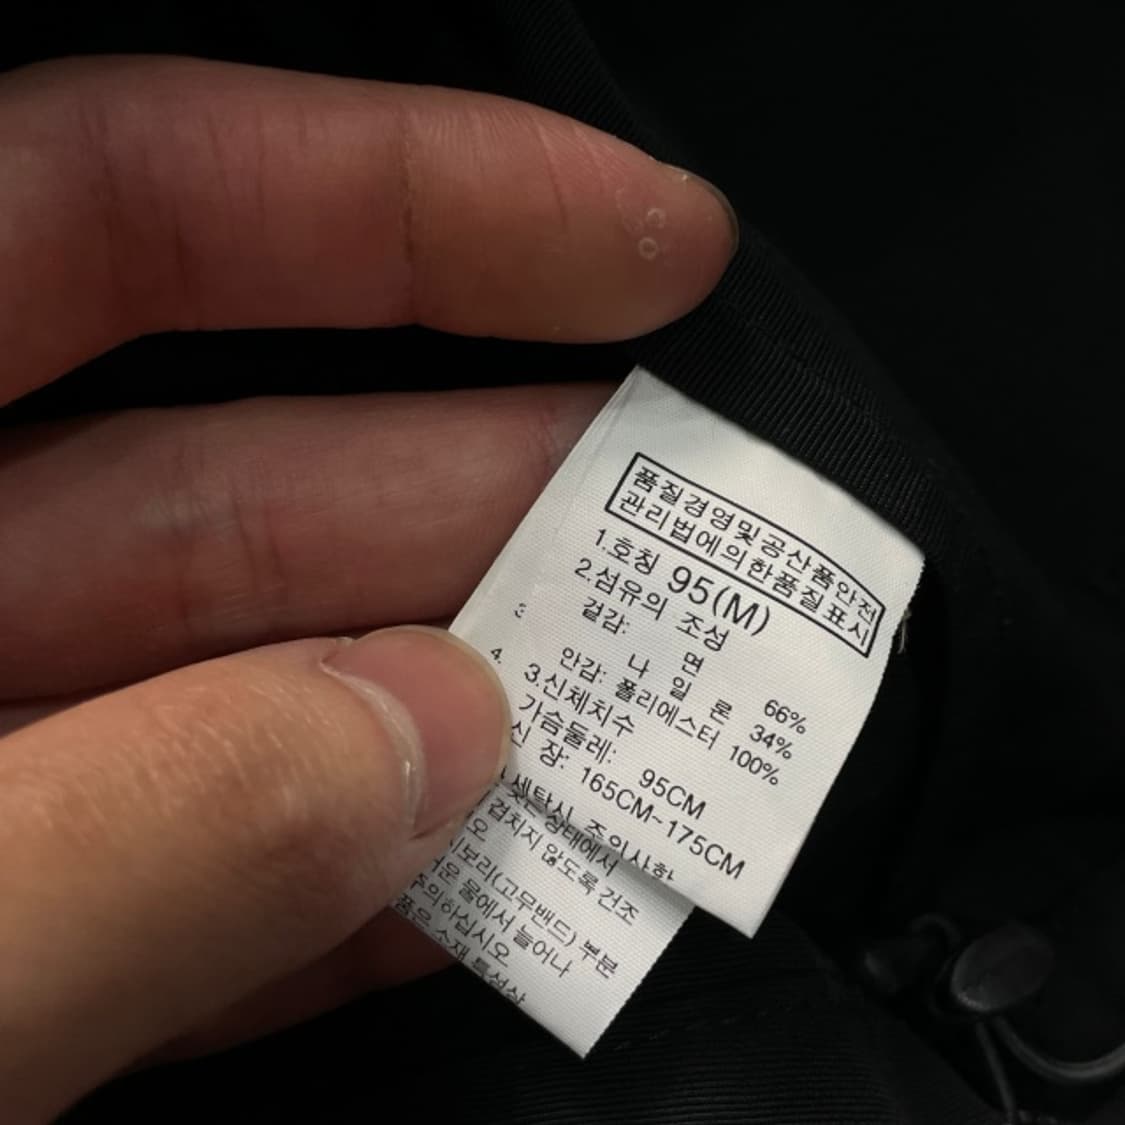 품질경영및공산품안전
관리법에의한품질표시
1.호칭 95(M)
2.섬유의 조성
겉감:
면 66%
나 일 론 34%
안감: 폴리에스터 100%
3.신체치수
가슴둘레: 95CM
신 장: 165CM~175CM
세탁시 주의사항
젖은상태에서
겹치지 않도록 건조
오
시보리(고무밴드) 부분
운 물에서 늘어나
주의하십시오
품은 소재 특성상
3
4.